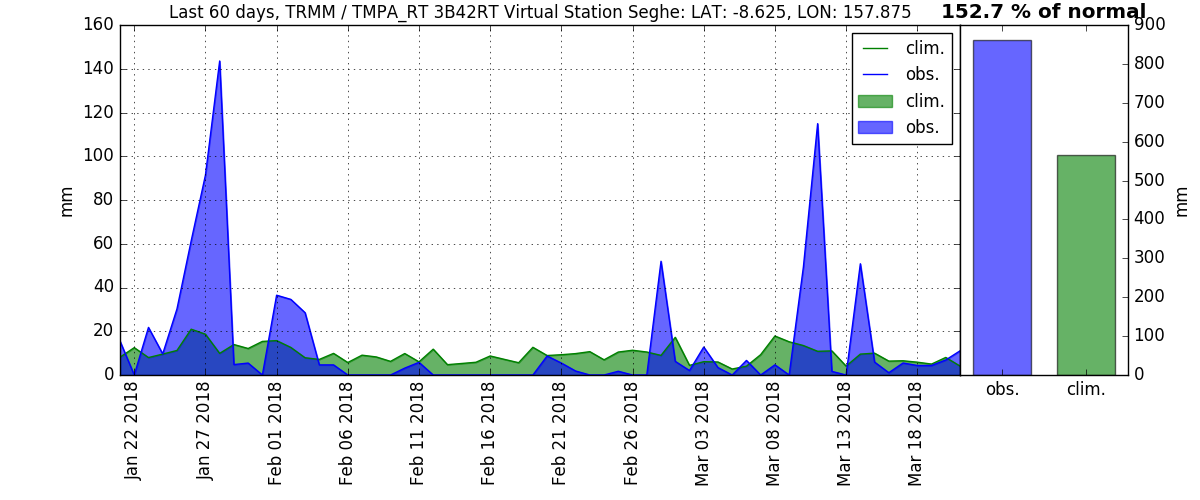 Last 60 days, TRMM / TMPA_RT 3B42RT Virtual Station Seghe: LAT: -8.625, LON: 157.875
152.7 % of normal
mm
160
140
120
100
80
60
40
20
0
clim.
obs.
clim.
obs.
900
800
700
600
500
400
300
200
100
0
mm
Jan 22 2018
Jan 27 2018
Feb 01 2018
Feb 06 2018
Feb 11 2018
Feb 16 2018
Feb 21 2018
Feb 26 2018
Mar 03 2018
Mar 08 2018
Mar 13 2018
Mar 18 2018
obs.
clim.